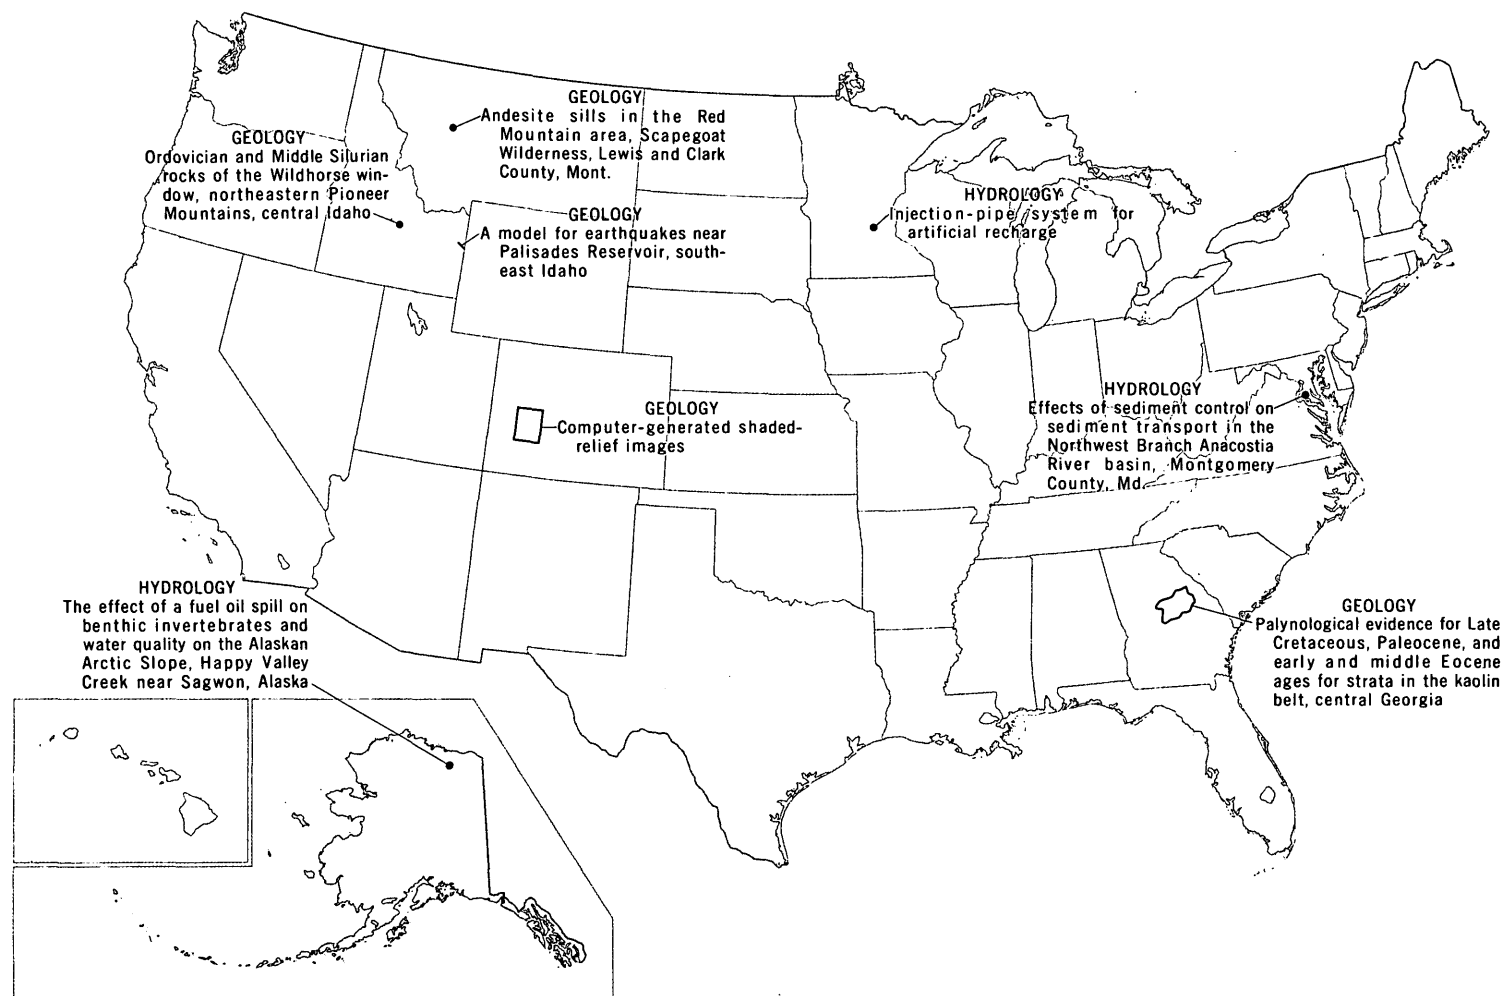 GEOLOGY
Andesite sills in the Red
Mountain area, Scapegoat
Wilderness, Lewis and Clark
County, Mont.
GEOLOGY
Ordovician and Middle Silurian
rocks of the Wildhorse win-
dow, northeastern Pioneer
Mountains, central Idaho
GEOLOGY
A model for earthquakes near
Palisades Reservoir, south-
east Idaho
HYDROLOGY
Injection-pipe system for
artificial recharge
GEOLOGY
Computer-generated shaded-
relief images
HYDROLOGY
Effects of sediment control on
sediment transport in the
Northwest Branch Anacostia
River basin, Montgomery
County, Md.
HYDROLOGY
The effect of a fuel oil spill on
benthic invertebrates and
water quality on the Alaskan
Arctic Slope, Happy Valley
Creek near Sagwon, Alaska
GEOLOGY
Palynological evidence for Late
Cretaceous, Paleocene, and
early and middle Eocene
ages for strata in the kaolin
belt, central Georgia